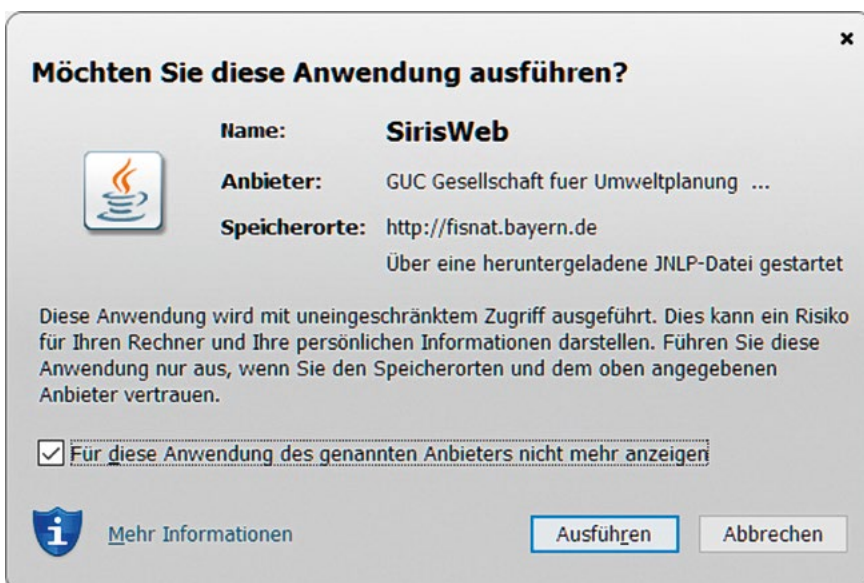 Möchten Sie diese Anwendung ausführen?
Name: SirisWeb
Anbieter: GUC Gesellschaft fuer Umweltplanung ...
Speicherorte: http://fisnat.bayern.de
Über eine heruntergeladene JNLP-Datei gestartet
Diese Anwendung wird mit uneingeschränktem Zugriff ausgeführt. Dies kann ein Risiko
für Ihren Rechner und Ihre persönlichen Informationen darstellen. Führen Sie diese
Anwendung nur aus, wenn Sie den Speicherorten und dem oben angegebenen
Anbieter vertrauen.
Für diese Anwendung des genannten Anbieters nicht mehr anzeigen
Mehr Informationen Ausführen Abbrechen